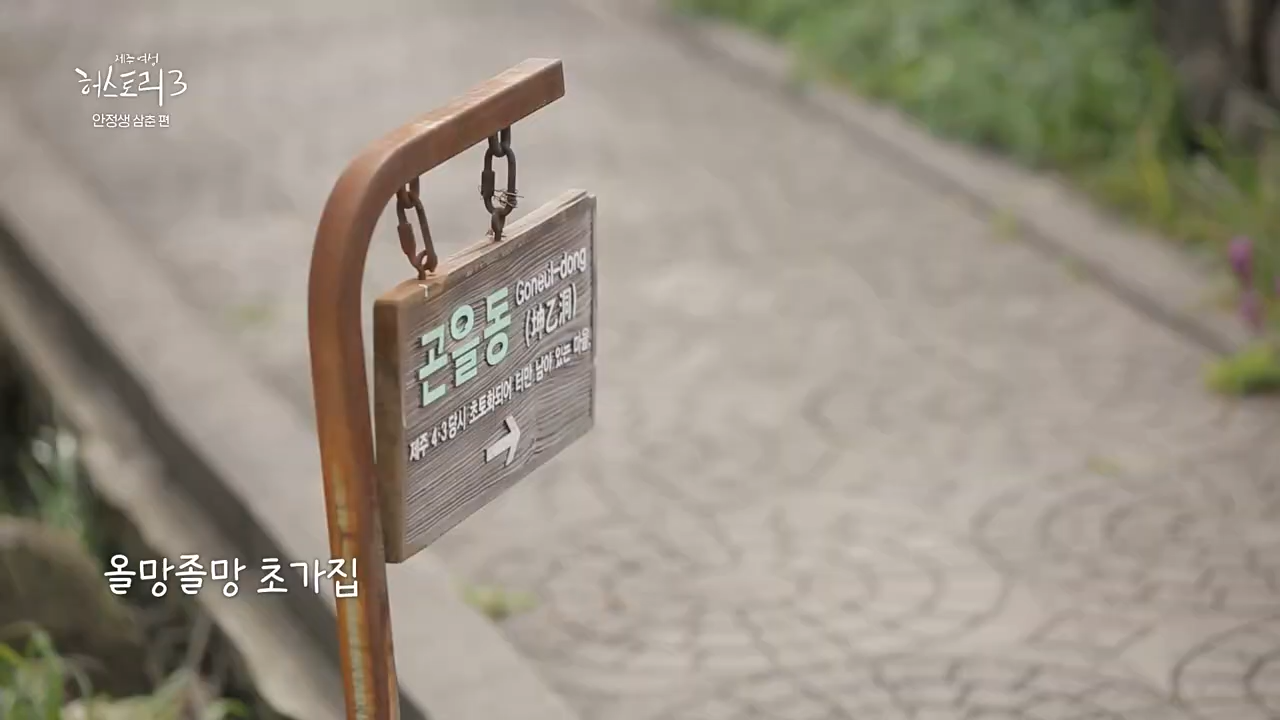 제주 여성
허스토리 3
안정생 삼춘 편
곤을동 Goneul-dong
(坤乙洞)
제주 4·3당시 초토화되어 터만 남아 있는 마을.
올망졸망 초가집